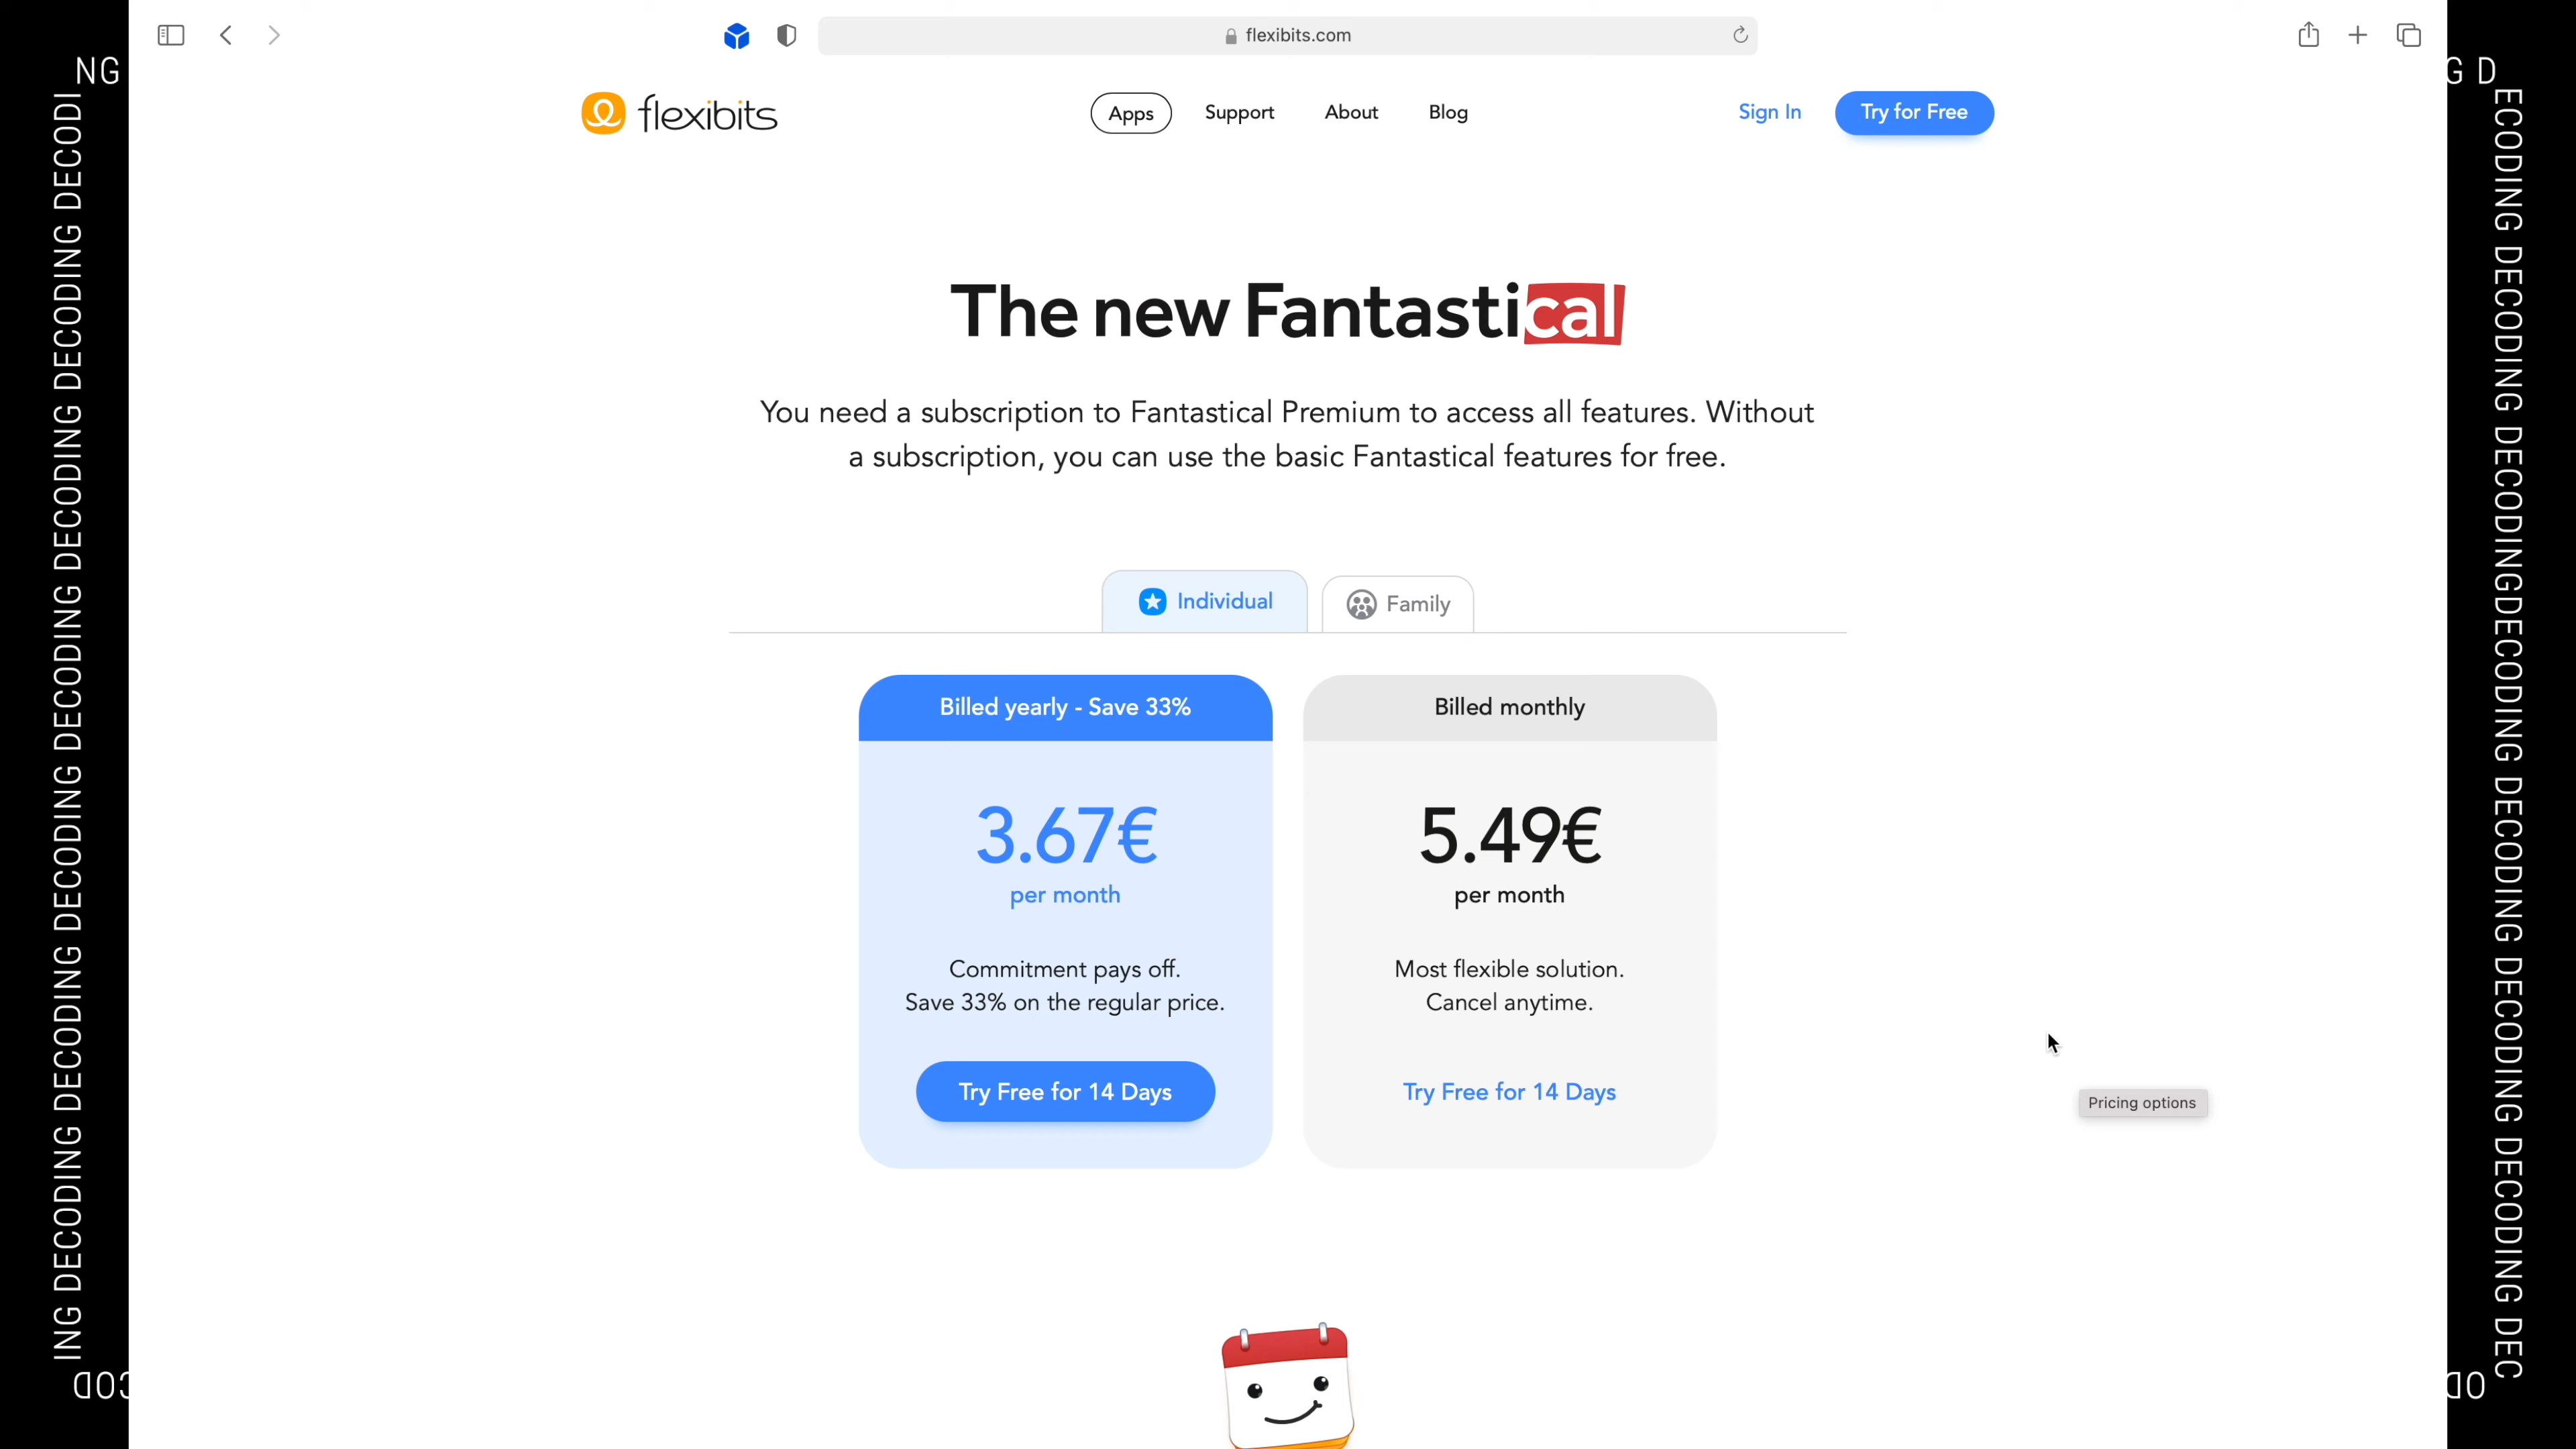 flexibits.com
flexibits
Apps
Support
About
Blog
Sign In
Try for Free
The new Fantastical
You need a subscription to Fantastical Premium to access all features. Without
a subscription, you can use the basic Fantastical features for free.
Individual
Family
Billed yearly - Save 33%
3.67€
per month
Commitment pays off.
Save 33% on the regular price.
Try Free for 14 Days
Billed monthly
5.49€
per month
Most flexible solution.
Cancel anytime.
Try Free for 14 Days
Pricing options
NG
ING DECODING DECODING DECODING DECODING DECODING DECODING DECODI
COD
G D
ECODING DECODING DECODINGDECODING DECODING DECODING DECODING DEC
OD